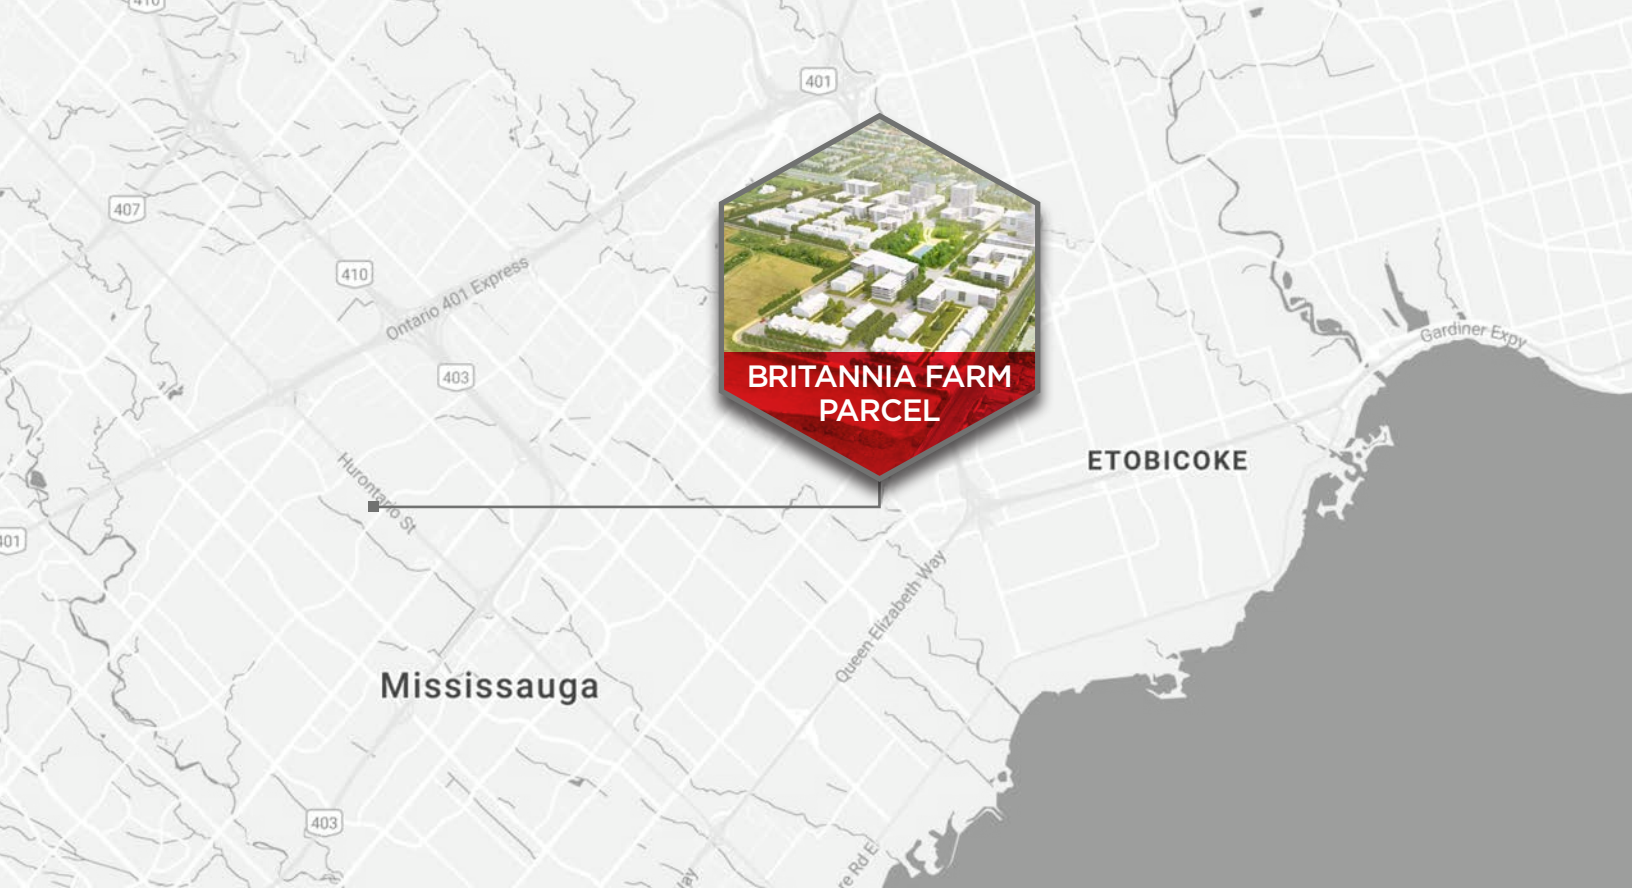 410
401
407
410
Ontario 401 Express
403
Gardiner Expy
BRITANNIA FARM
PARCEL
ETOBICOKE
Hurontario St
401
Queen Elizabeth Way
Mississauga
403